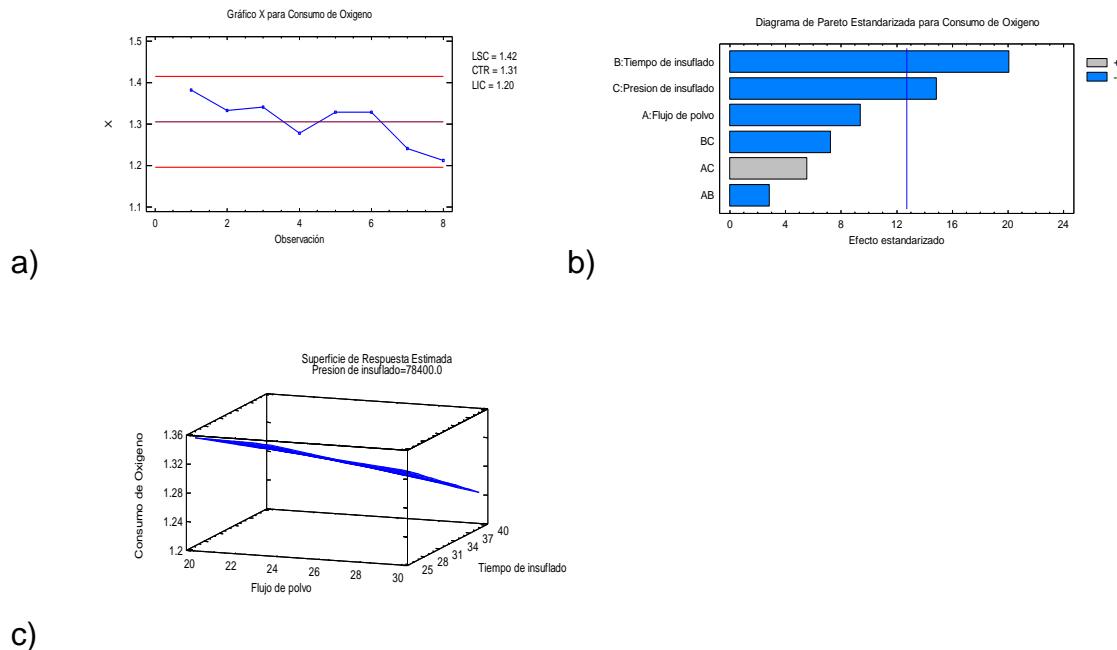 Gráfico X para Consumo de Oxigeno
1.5
1.4
1.3
1.2
1.1
X
0 2 4 6 8
Observación
LSC = 1.42
CTR = 1.31
LIC = 1.20
a)
Diagrama de Pareto Estandarizada para Consumo de Oxigeno
B:Tiempo de insuflado
C:Presion de insuflado
A:Flujo de polvo
BC
AC
AB
0 4 8 12 16 20 24
Efecto estandarizado
+
-
b)
Superficie de Respuesta Estimada
Presion de insuflado=78400.0
1.36
1.32
1.28
1.24
1.2
Consumo de Oxigeno
20 22 24 26 28 30
Flujo de polvo
25 28 31 34 37 40
Tiempo de insuflado
c)